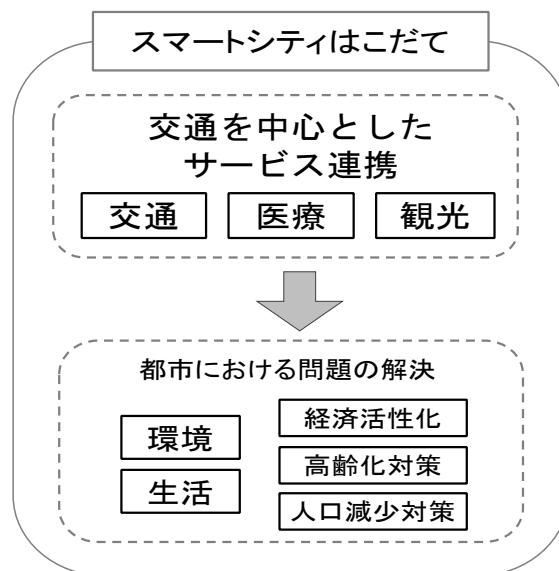 スマートシティはこだて
交通を中心とした
サービス連携
交通 医療 観光
都市における問題の解決
環境
生活
経済活性化
高齢化対策
人口減少対策